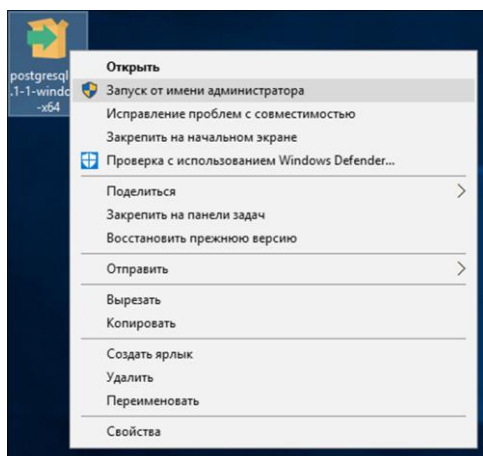 postgresql
.1-1-windo
-x64
Открыть
Запуск от имени администратора
Исправление проблем с совместимостью
Закрепить на начальном экране
Проверка с использованием Windows Defender...
Поделиться
Закрепить на панели задач
Восстановить прежнюю версию
Отправить
Вырезать
Копировать
Создать ярлык
Удалить
Переименовать
Свойства